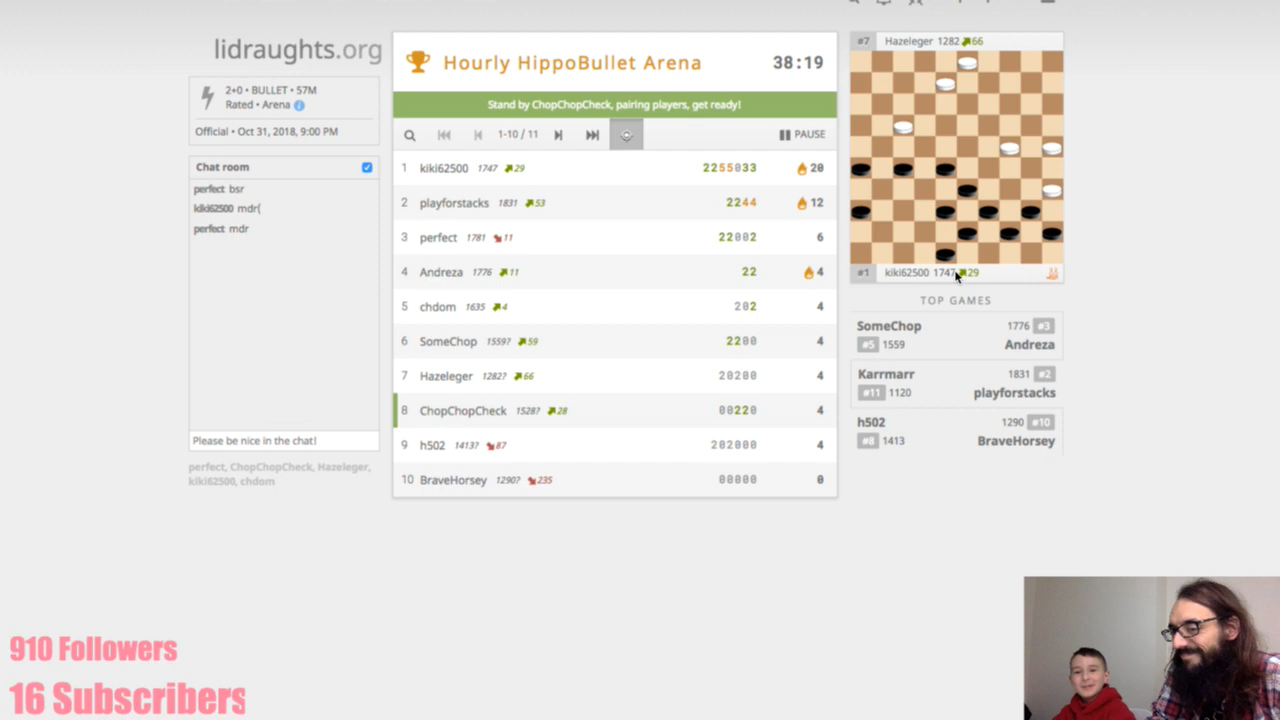 lidraughts.org
2+0 • BULLET • 57M
Rated • Arena
Official • Oct 31, 2018, 9:00 PM
Chat room
perfect bsr
kiki62500 mdr(
perfect mdr
Please be nice in the chat!
perfect, ChopChopCheck, Hazeleger,
kiki62500, chdom
Hourly HippoBullet Arena 38:19
Stand by ChopChopCheck, pairing players, get ready!
1-10 / 11 PAUSE
1 kiki62500 1747 29 2255033 20
2 playforstacks 1831 53 2244 12
3 perfect 1781 11 22002 6
4 Andreza 1776 11 22 4
5 chdom 1635 4 202 4
6 SomeChop 1559? 59 2200 4
7 Hazeleger 1282? 66 20200 4
8 ChopChopCheck 1528? 28 00220 4
9 h502 1413? 87 202000 4
10 BraveHorsey 1290? 235 00000 0
#7 Hazeleger 1282 66
#1 kiki62500 1747 29
TOP GAMES
SomeChop 1776 #3
#5 1559 Andreza
Karrmarr 1831 #2
#11 1120 playforstacks
h502 1290 #10
#8 1413 BraveHorsey
910 Followers
16 Subscribers